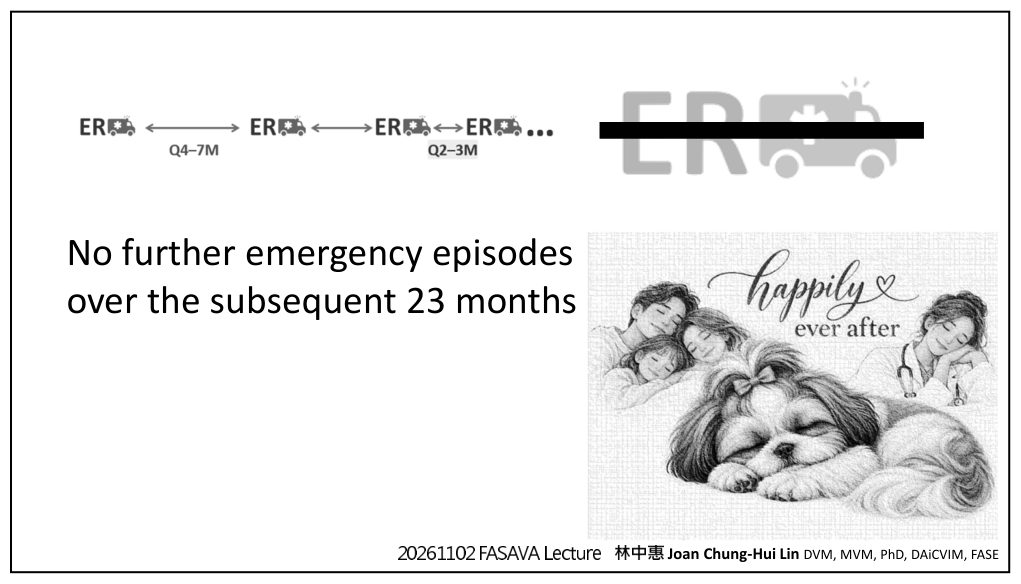 ER ER ER ER...
Q4–7M Q2–3M
ER
No further emergency episodes
over the subsequent 23 months
happily
ever after
20261102 FASAVA Lecture 林中惠 Joan Chung-Hui Lin DVM, MVM, PhD, DAiCVIM, FASE